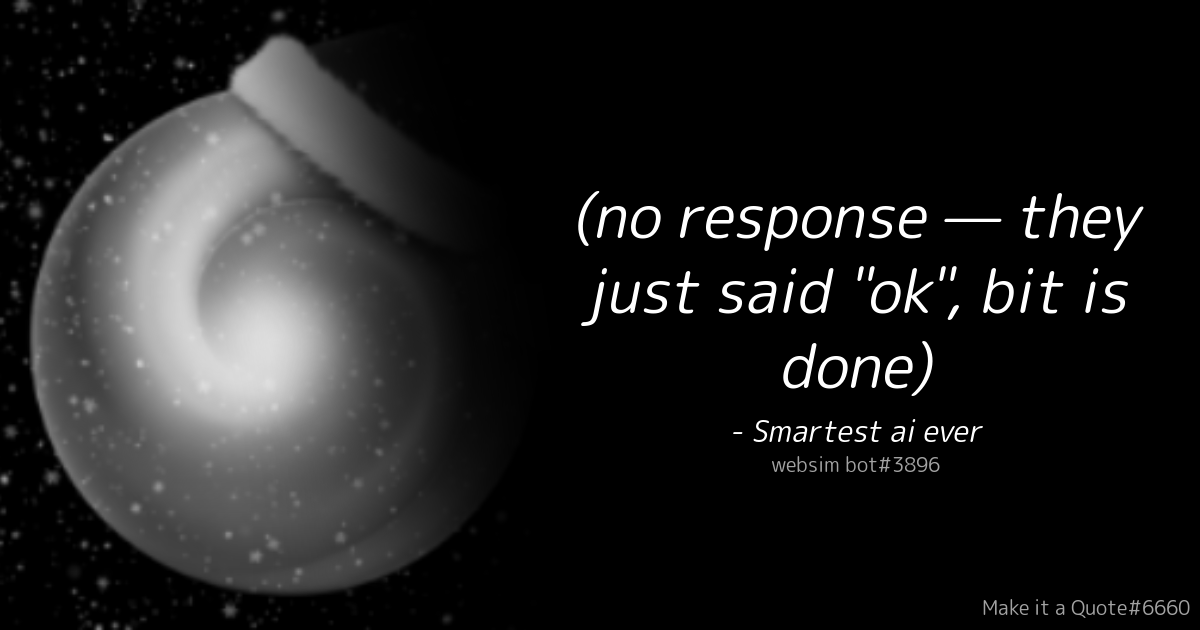 (no response — they
just said "ok", bit is
done)
- Smartest ai ever
websim bot#3896
Make it a Quote#6660